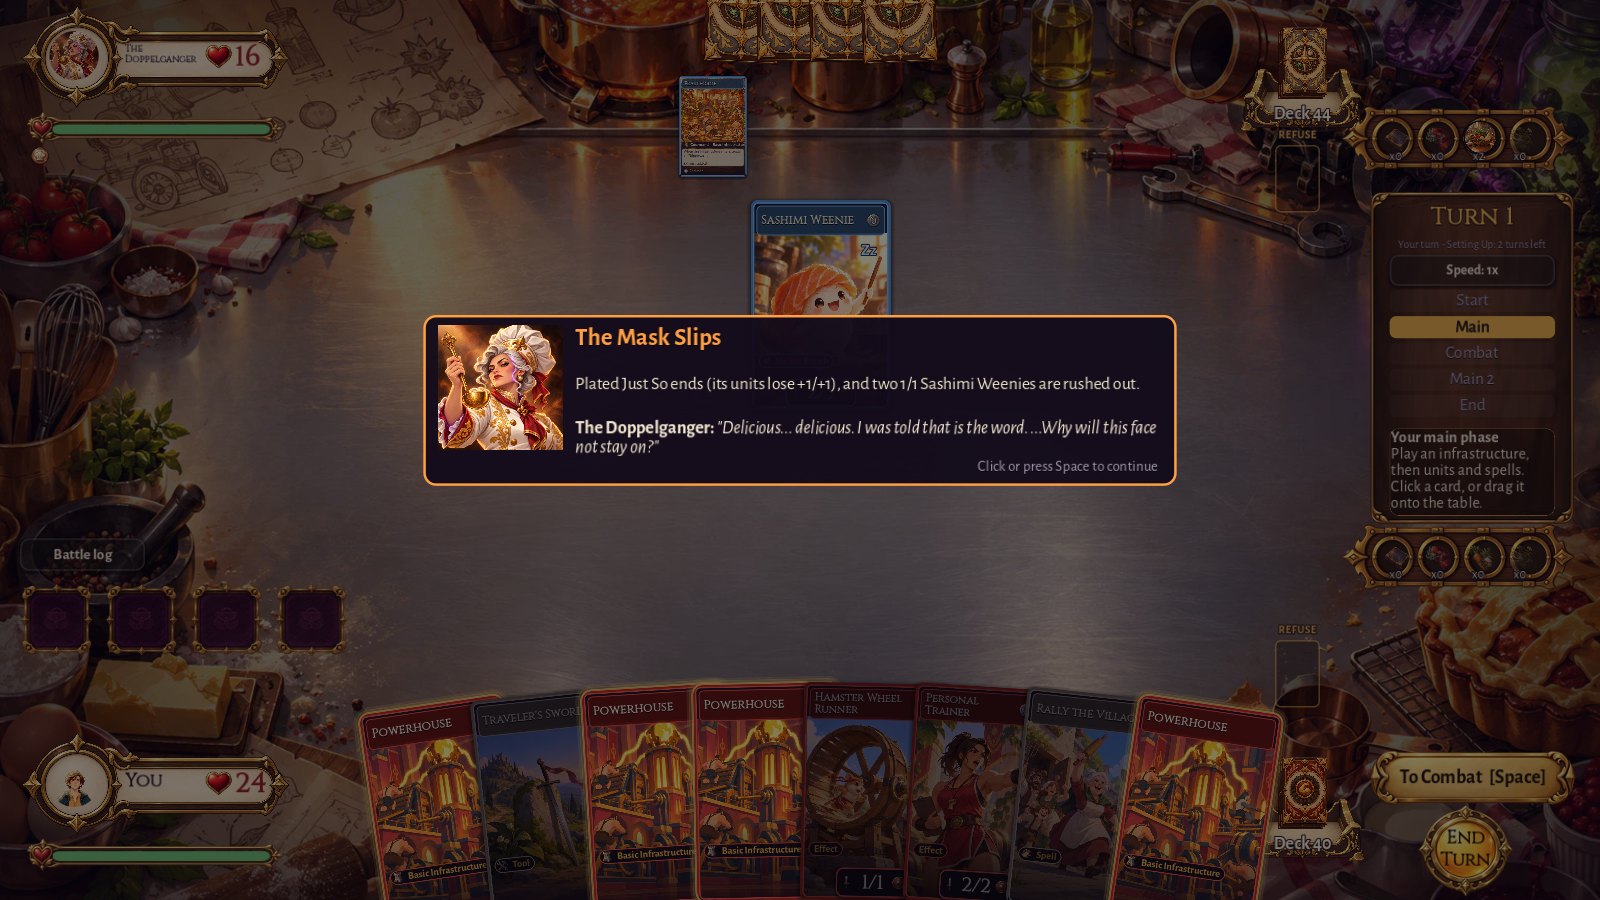 The Doppelganger 16
Deck 44
REFUSE
x0 x0 x2 x0
Sashimi Weenie
Zz
Turn 1
Your turn - Setting Up: 2 turns left
Speed: 1x
Start
Main
Combat
Main 2
End
The Mask Slips
Plated Just So ends (its units lose +1/+1), and two 1/1 Sashimi Weenies are rushed out.
The Doppelganger: "Delicious... delicious. I was told that is the word. ...Why will this face
not stay on?"
Click or press Space to continue
Your main phase
Play an infrastructure,
then units and spells.
Click a card, or drag it
onto the table.
Battle log
x0 x0 x0 x0
REFUSE
You 24
Powerhouse
Basic Infrastructure
Traveler's Sword
Tool
Powerhouse
Basic Infrastructure
Powerhouse
Basic Infrastructure
Hamster Wheel
Runner
Effect
1/1
Personal
Trainer
Effect
2/2
Rally the Villag
Spell
Powerhouse
Basic Infrastructure
Deck 40
To Combat [Space]
End
Turn